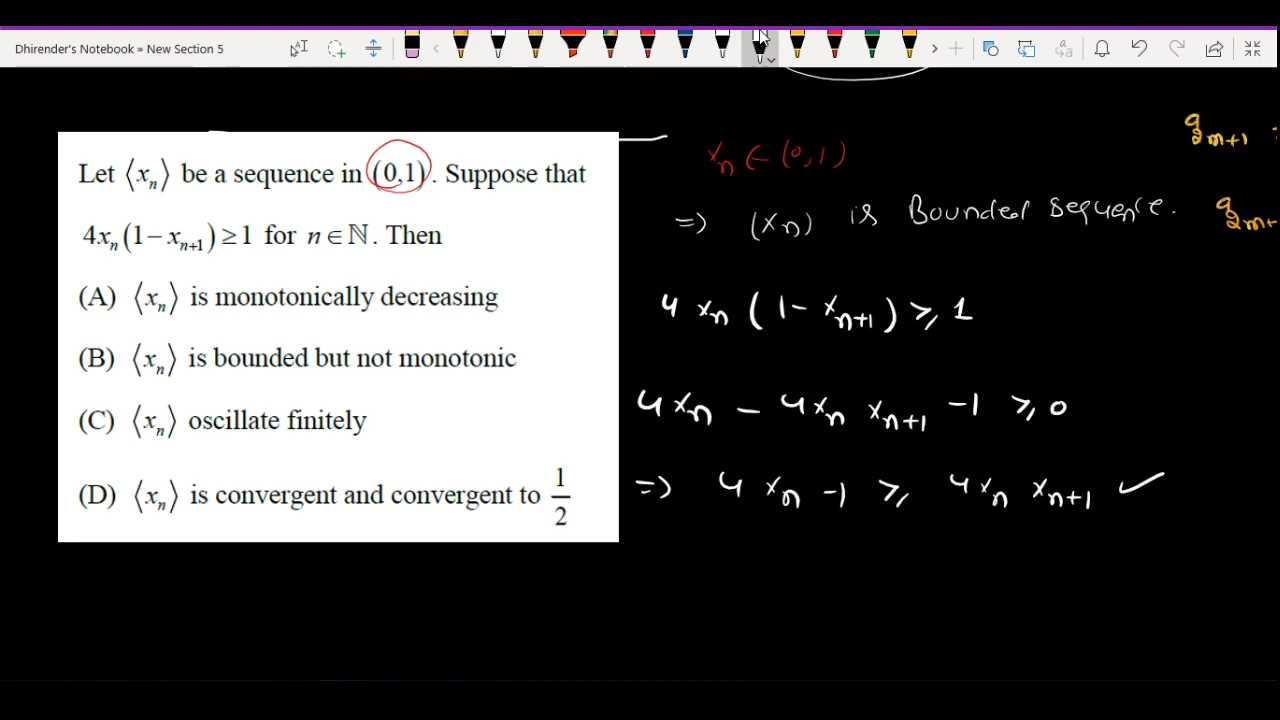 Dhirender's Notebook » New Section 5
Let ⟨xₙ⟩ be a sequence in (0,1). Suppose that
4xₙ(1−xₙ₊₁)≥1 for n∈ℕ. Then
(A) ⟨xₙ⟩ is monotonically decreasing
(B) ⟨xₙ⟩ is bounded but not monotonic
(C) ⟨xₙ⟩ oscillate finitely
(D) ⟨xₙ⟩ is convergent and convergent to 1/2
xₙ ∈ (0,1)
=> (xₙ) is Bounded sequence.
4 xₙ (1 − xₙ₊₁) ≥ 1
4xₙ − 4xₙ xₙ₊₁ −1 ≥ 0
=> 4 xₙ −1 ≥ 4xₙ xₙ₊₁ ✓